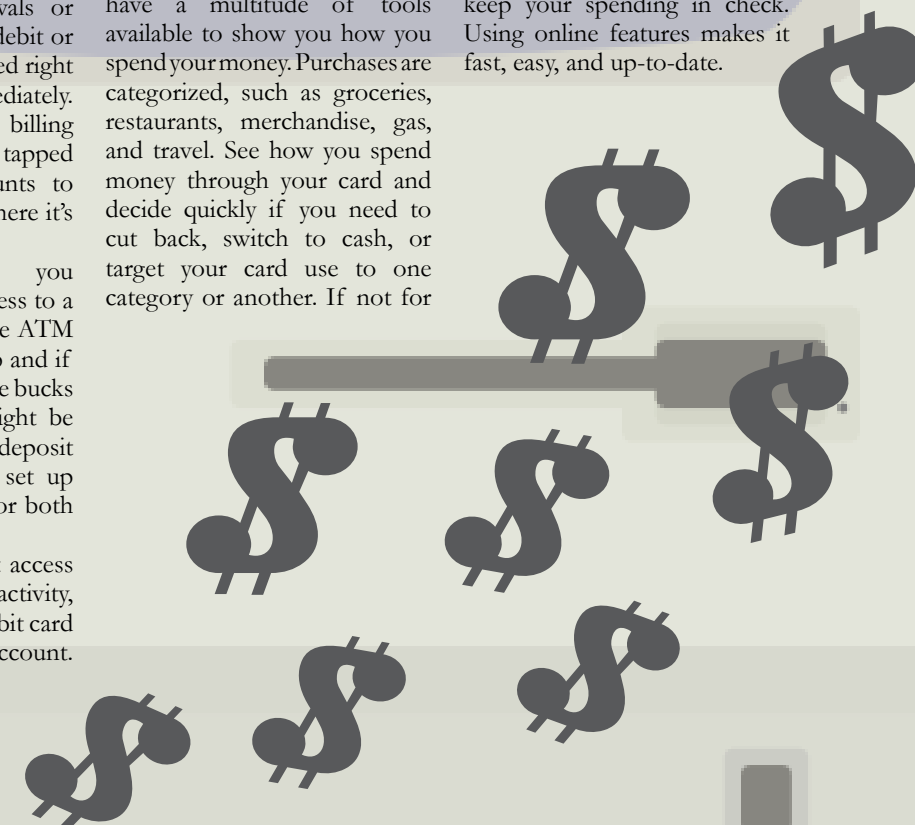 vals or
debit or
ed right
ediately.
billing
tapped
unts to
here it's
you
ess to a
e ATM
o and if
e bucks
ight be
deposit
set up
or both
t access
activity,
bit card
ccount.
have a multitude of tools
available to show you how you
spend your money. Purchases are
categorized, such as groceries,
restaurants, merchandise, gas,
and travel. See how you spend
money through your card and
decide quickly if you need to
cut back, switch to cash, or
target your card use to one
category or another. If not for
keep your spending in check.
Using online features makes it
fast, easy, and up-to-date.
$
$
$
$
$
$
$
$